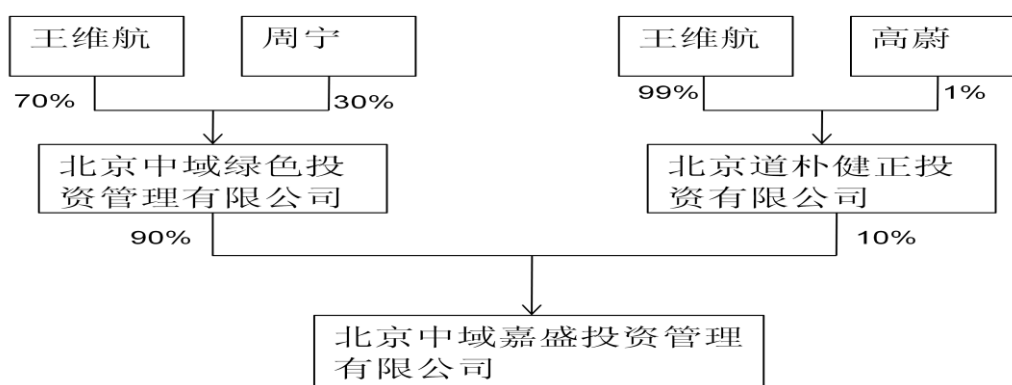 王维航
周宁
王维航
高蔚
70%
30%
99%
1%
北京中域绿色投
资管理有限公司
北京道朴健正投
资有限公司
90%
10%
北京中域嘉盛投资管理
有限公司